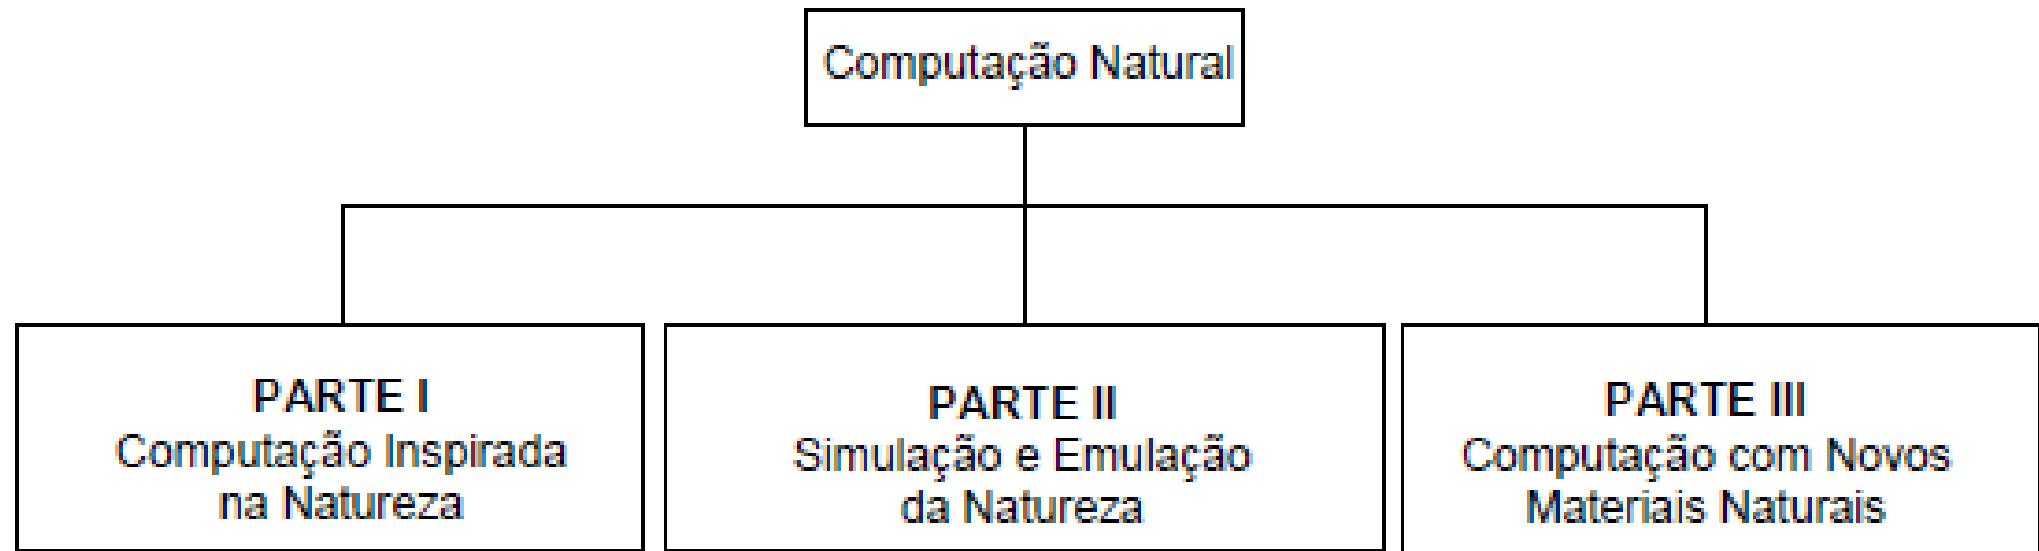 Computação Natural
PARTE I
Computação Inspirada
na Natureza
PARTE II
Simulação e Emulação
da Natureza
PARTE III
Computação com Novos
Materiais Naturais